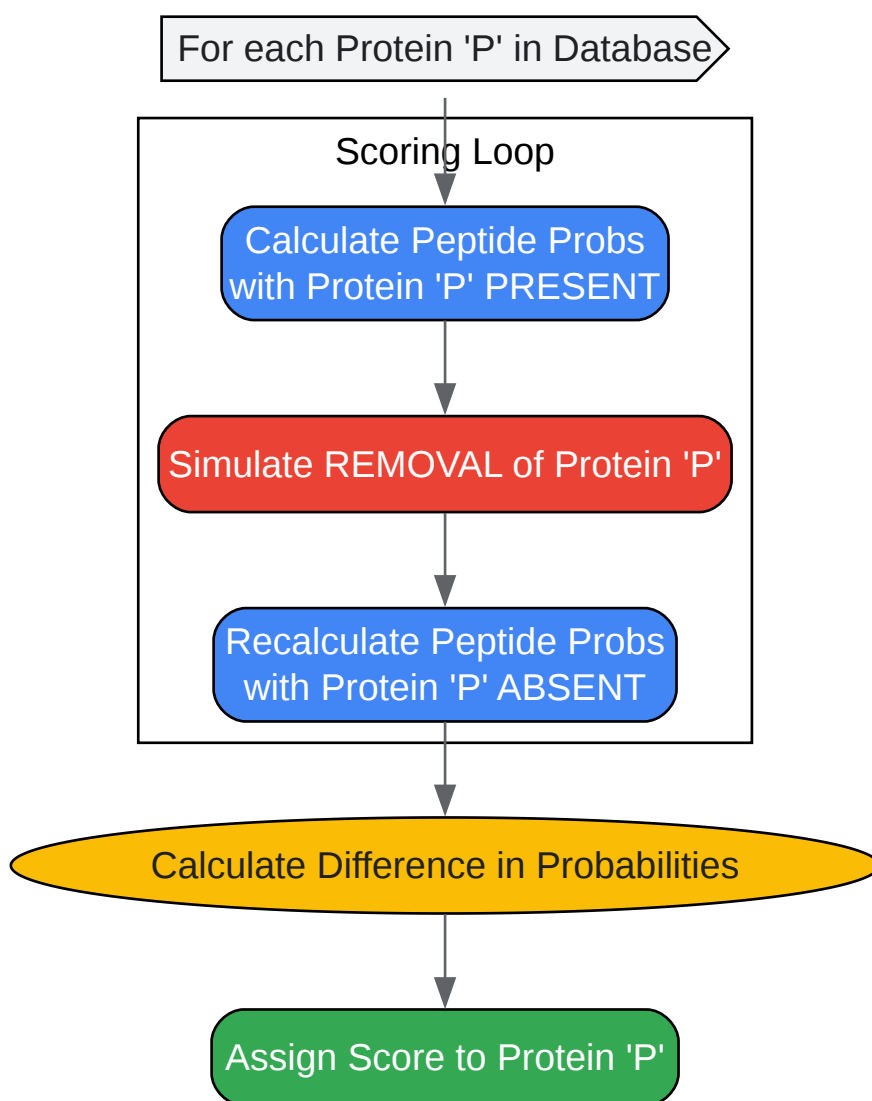 For each Protein 'P' in Database
Scoring Loop
Calculate Peptide Probs
with Protein 'P' PRESENT
Simulate REMOVAL of Protein 'P'
Recalculate Peptide Probs
with Protein 'P' ABSENT
Calculate Difference in Probabilities
Assign Score to Protein 'P'